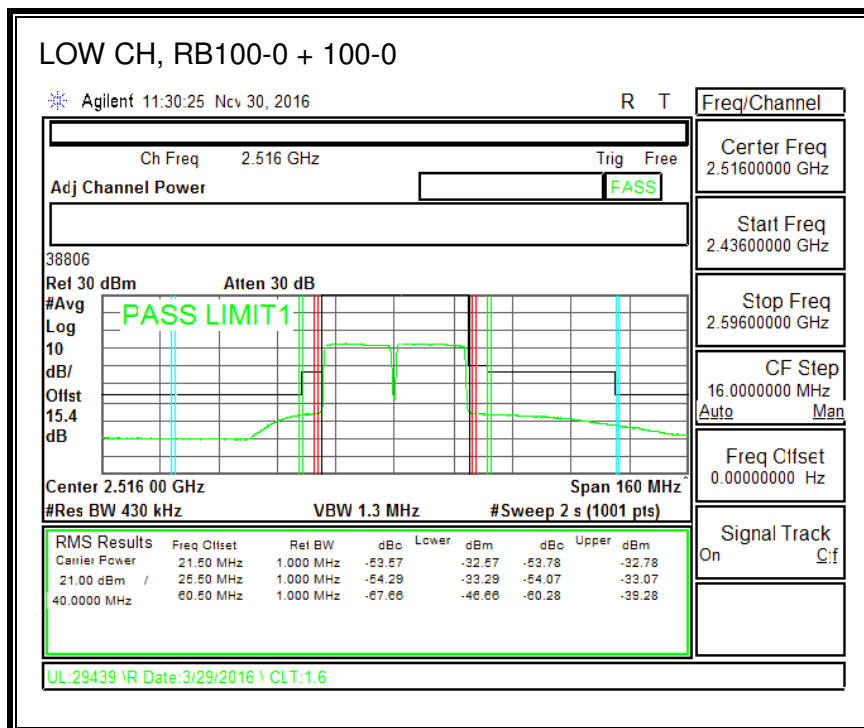 LOW CH, RB100-0 + 100-0
Agilent 11:30:25 Nov 30, 2016 R T
Freq/Channel
Ch Freq 2.516 GHz Trig Free
Adj Channel Power PASS
Center Freq
2.51600000 GHz
Start Freq
2.43600000 GHz
Stop Freq
2.59600000 GHz
CF Step
16.0000000 MHz
Auto Man
Freq Offset
0.00000000 Hz
Signal Track
On Off
38806
Ref 30 dBm Atten 30 dB
#Avg
Log
10
dB/
Offst
15.4
dB
PASS LIMIT1
Center 2.516 00 GHz Span 160 MHz
#Res BW 430 kHz VBW 1.3 MHz #Sweep 2 s (1001 pts)
RMS Results Freq Offset Ref BW dBc Lower dBm dBc Upper dBm
Carrier Power 21.50 MHz 1.000 MHz -53.57 -32.57 -53.78 -32.78
21.00 dBm / 25.50 MHz 1.000 MHz -54.29 -33.29 -54.07 -33.07
40.0000 MHz 60.50 MHz 1.000 MHz -67.66 -46.66 -60.28 -39.28
UL:29439 \R Date:3/29/2016 \ CLT:1.6